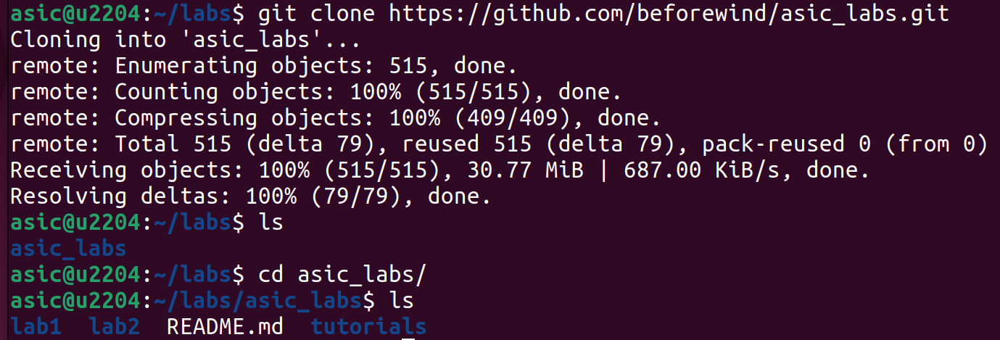 asic@u2204:~/labs$ git clone https://github.com/beforewind/asic_labs.git
Cloning into 'asic_labs'...
remote: Enumerating objects: 515, done.
remote: Counting objects: 100% (515/515), done.
remote: Compressing objects: 100% (409/409), done.
remote: Total 515 (delta 79), reused 515 (delta 79), pack-reused 0 (from 0)
Receiving objects: 100% (515/515), 30.77 MiB | 687.00 KiB/s, done.
Resolving deltas: 100% (79/79), done.
asic@u2204:~/labs$ ls
asic_labs
asic@u2204:~/labs$ cd asic_labs/
asic@u2204:~/labs/asic_labs$ ls
lab1  lab2  README.md  tutorials